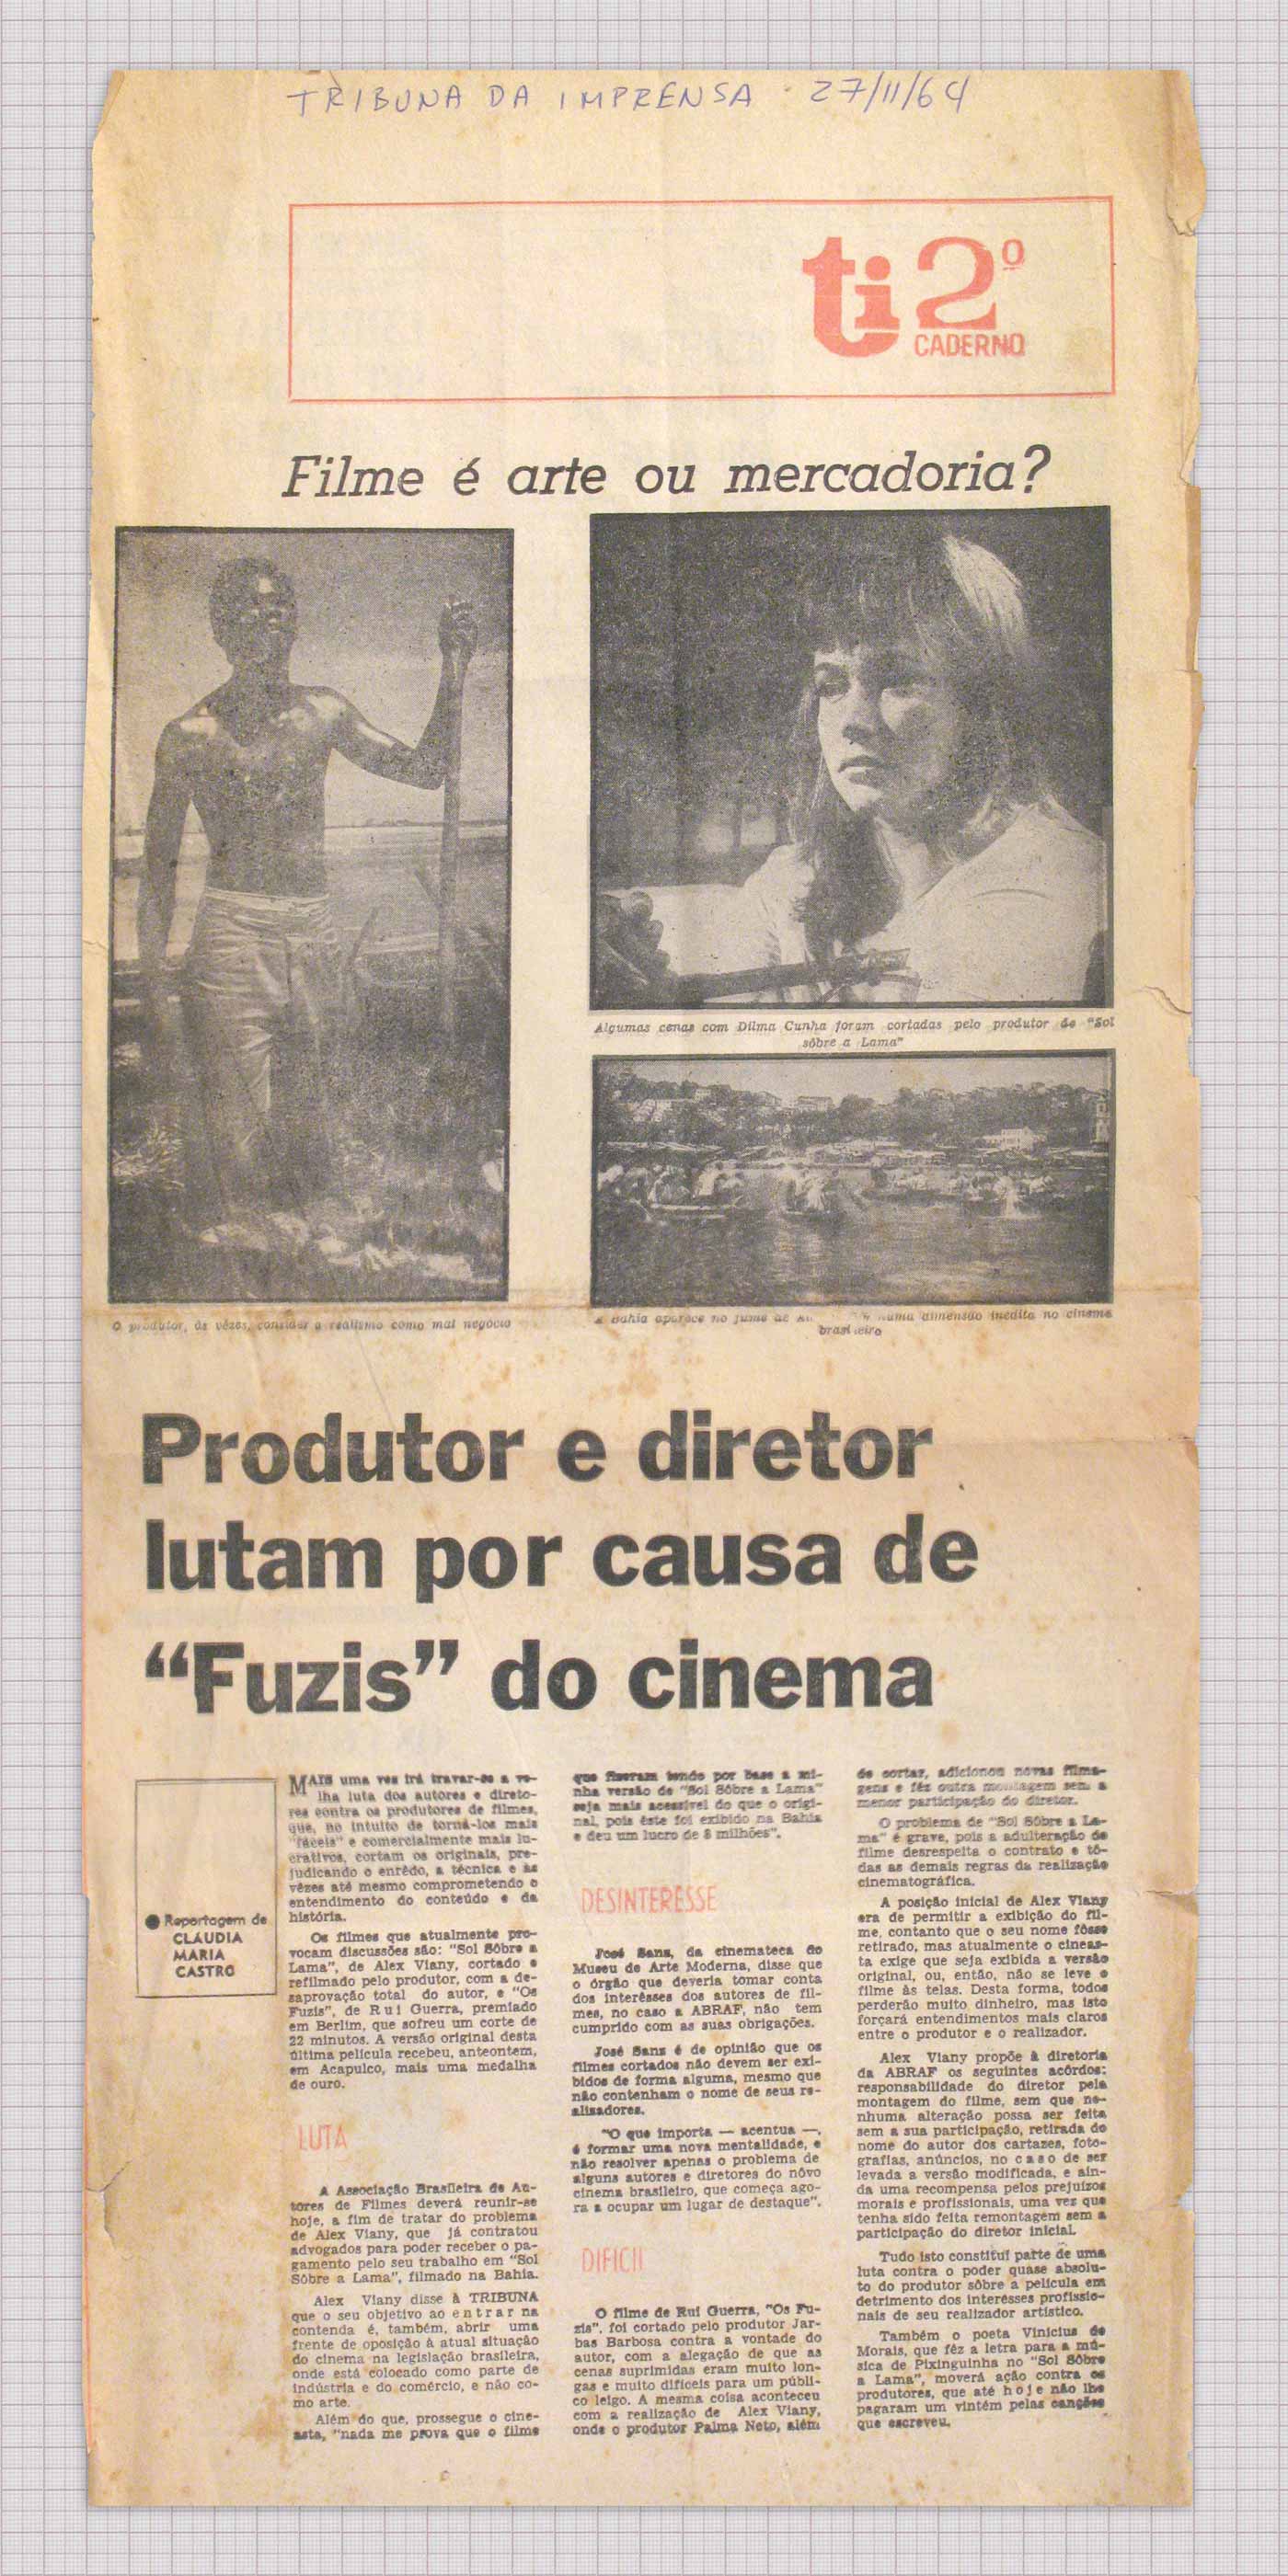 TRIBUNA DA IMPRENSA - 27/11/64
ti 2º
CADERNO
Filme é arte ou mercadoria?
Algumas cenas com Dilma Cunha foram cortadas pelo produtor de "Sol
sôbre a Lama"
O produtor, às vêzes, considera o realismo como mal negócio
A Bahia aparece no filme de numa dimensão inédita no cinema
brasileiro
Produtor e diretor
lutam por causa de
"Fuzis" do cinema
● Reportagem de
CLÁUDIA
MARIA
CASTRO
MAIS uma vez irá travar-se a ve-
lha luta dos autores e direto-
res contra os produtores de filmes,
que, no intuito de torná-los mais
"fáceis" e comercialmente mais lu-
crativos, cortam os originais, pre-
judicando o enrêdo, a técnica e às
vêzes até mesmo comprometendo o
entendimento do conteúdo e da
história.
Os filmes que atualmente pro-
vocam discussões são: "Sol Sôbre a
Lama", de Alex Viany, cortado e
refilmado pelo produtor, com a de-
saprovação total do autor, e "Os
Fuzis", de Rui Guerra, premiado
em Berlim, que sofreu um corte de
22 minutos. A versão original desta
última película recebeu, anteontem,
em Acapulco, mais uma medalha
de ouro.
LUTA
A Associação Brasileira de Au-
tores de Filmes deverá reunir-se
hoje, a fim de tratar do problema
de Alex Viany, que já contratou
advogados para poder receber o pa-
gamento pelo seu trabalho em "Sol
Sôbre a Lama", filmado na Bahia.
Alex Viany disse à TRIBUNA
que o seu objetivo ao entrar na
contenda é, também, abrir uma
frente de oposição à atual situação
do cinema na legislação brasileira,
onde está colocado como parte de
indústria e do comércio, e não co-
mo arte.
Além do que, prossegue o cine-
asta, "nada me prova que o filme
que fizeram tendo por base a mi-
nha versão de "Sol Sôbre a Lama"
seja mais acessível do que o origi-
nal, pois êste foi exibido na Bahia
e deu um lucro de 8 milhões".
DESINTERESSE
José Sanz, da cinemateca do
Museu de Arte Moderna, disse que
o órgão que deveria tomar conta
dos interêsses dos autores de fil-
mes, no caso a ABRAF, não tem
cumprido com as suas obrigações.
José Sanz é de opinião que os
filmes cortados não devem ser exi-
bidos de forma alguma, mesmo que
não contenham o nome de seus re-
alizadores.
"O que importa — acentua —,
é formar uma nova mentalidade, e
não resolver apenas o problema de
alguns autores e diretores do nôvo
cinema brasileiro, que começa ago-
ra a ocupar um lugar de destaque".
DIFÍCIL
O filme de Rui Guerra, "Os Fu-
zis", foi cortado pelo produtor Jar-
bas Barbosa contra a vontade do
autor, com a alegação de que as
cenas suprimidas eram muito lon-
gas e muito difíceis para um públi-
co leigo. A mesma coisa aconteceu
com a realização de Alex Viany,
onde o produtor Palma Neto, além
de cortar, adicionou novas filma-
gens e fêz outra montagem sem a
menor participação do diretor.
O problema de "Sol Sôbre a La-
ma" é grave, pois a adulteração do
filme desrespeita o contrato e tô-
das as demais regras da realização
cinematográfica.
A posição inicial de Alex Viany
era de permitir a exibição do fil-
me, contanto que o seu nome fôsse
retirado, mas atualmente o cineas-
ta exige que seja exibida a versão
original, ou, então, não se leve o
filme às telas. Desta forma, todos
perderão muito dinheiro, mas isto
forçará entendimentos mais claros
entre o produtor e o realizador.
Alex Viany propõe à diretoria
da ABRAF os seguintes acôrdos:
responsabilidade do diretor pela
montagem do filme, sem que ne-
nhuma alteração possa ser feita
sem a sua participação, retirada do
nome do autor dos cartazes, foto-
grafias, anúncios, no caso de ser
levada a versão modificada, e ain-
da uma recompensa pelos prejuízos
morais e profissionais, uma vez que
tenha sido feita remontagem sem a
participação do diretor inicial.
Tudo isto constituí parte de uma
luta contra o poder quase absolu-
to do produtor sôbre a película em
detrimento dos interêsses profissio-
nais de seu realizador artístico.
Também o poeta Vinicius de
Morais, que fêz a letra para a mú-
sica de Pixinguinha no "Sol Sôbre
a Lama", moverá ação contra os
produtores, que até hoje não lhe
pagaram um vintém pelas canções
que escreveu.